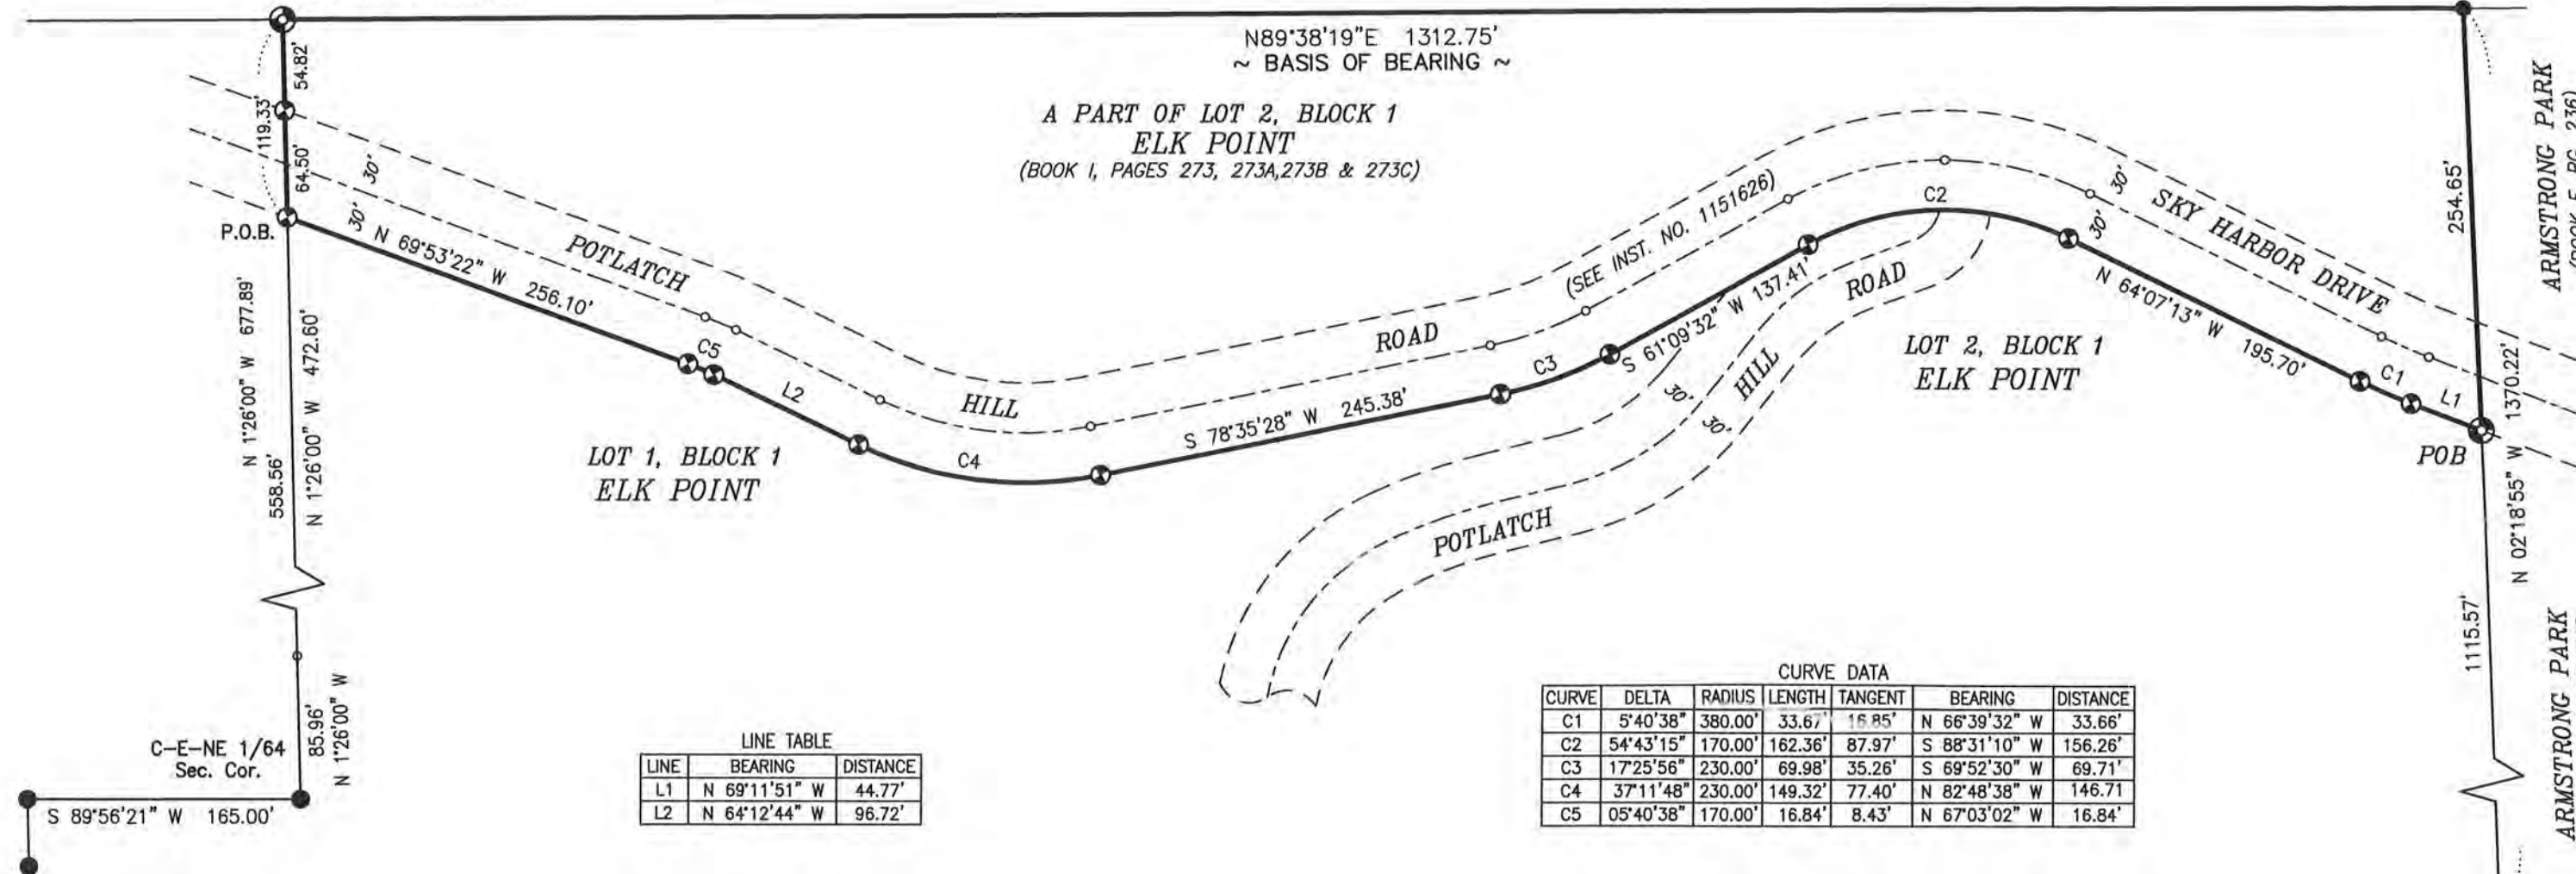 N89°38'19"E 1312.75'
~ BASIS OF BEARING ~
A PART OF LOT 2, BLOCK 1
ELK POINT
(BOOK I, PAGES 273, 273A,273B & 273C)
54.82'
119.33'
64.50'
30'
30'
P.O.B.
N 69°53'22" W 256.10'
POTLATCH
HILL
ROAD
(SEE INST. NO. 1151626)
C5
L2
C4
S 78°35'28" W 245.38'
C3
S 61°09'32" W 137.41'
C2
30'
30'
SKY HARBOR DRIVE
N 64°07'13" W 195.70'
C1
L1
POB
254.65'
ARMSTRONG PARK
N 02°18'55" W 1370.22'
1115.57'
ARMSTRONG PARK
ROAD
HILL
30'
30'
POTLATCH
LOT 2, BLOCK 1
ELK POINT
LOT 1, BLOCK 1
ELK POINT
N 1°26'00" W 677.89'
558.56'
N 1°26'00" W 472.60'
85.96'
N 1°26'00" W
C-E-NE 1/64
Sec. Cor.
S 89°56'21" W 165.00'
LINE TABLE
LINE BEARING DISTANCE
L1 N 69°11'51" W 44.77'
L2 N 64°12'44" W 96.72'
CURVE DATA
CURVE DELTA RADIUS LENGTH TANGENT BEARING DISTANCE
C1 5°40'38" 380.00' 33.67' 16.85' N 66°39'32" W 33.66'
C2 54°43'15" 170.00' 162.36' 87.97' S 88°31'10" W 156.26'
C3 17°25'56" 230.00' 69.98' 35.26' S 69°52'30" W 69.71'
C4 37°11'48" 230.00' 149.32' 77.40' N 82°48'38" W 146.71
C5 05°40'38" 170.00' 16.84' 8.43' N 67°03'02" W 16.84'